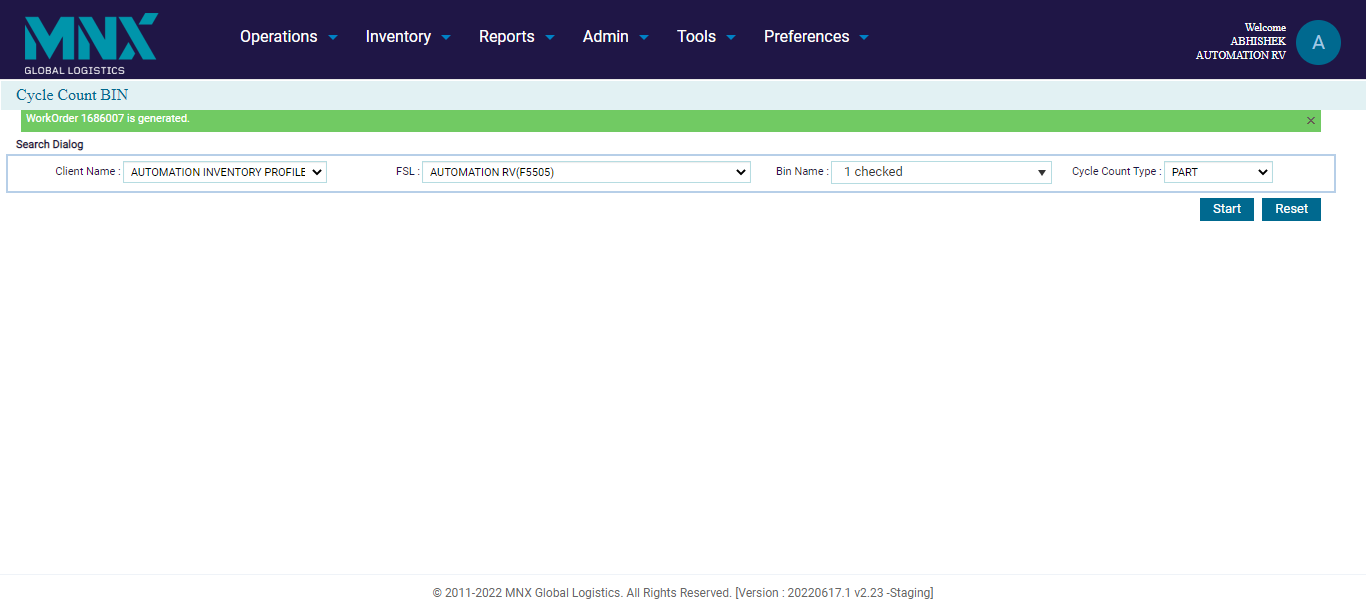 MNX
GLOBAL LOGISTICS
Operations Inventory Reports Admin Tools Preferences
Welcome
ABHISHEK
AUTOMATION RV
A
Cycle Count BIN
WorkOrder 1686007 is generated.
Search Dialog
Client Name : AUTOMATION INVENTORY PROFILE FSL : AUTOMATION RV(F5505) Bin Name : 1 checked Cycle Count Type : PART
Start Reset
© 2011-2022 MNX Global Logistics. All Rights Reserved. [Version : 20220617.1 v2.23 -Staging]